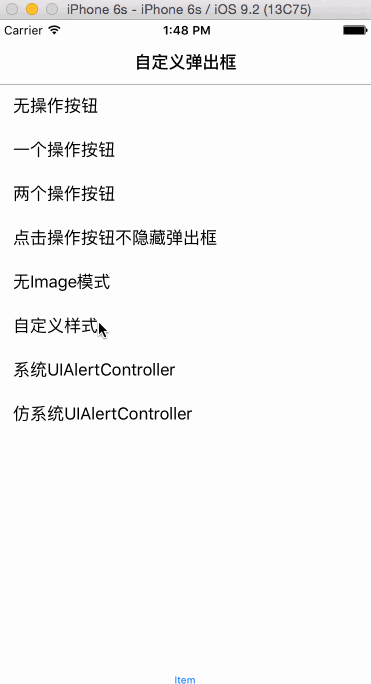 iPhone 6s - iPhone 6s / iOS 9.2 (13C75)
Carrier 1:48 PM
自定义弹出框
无操作按钮
一个操作按钮
两个操作按钮
点击操作按钮不隐藏弹出框
无Image模式
自定义样式
系统UIAlertController
仿系统UIAlertController
Item